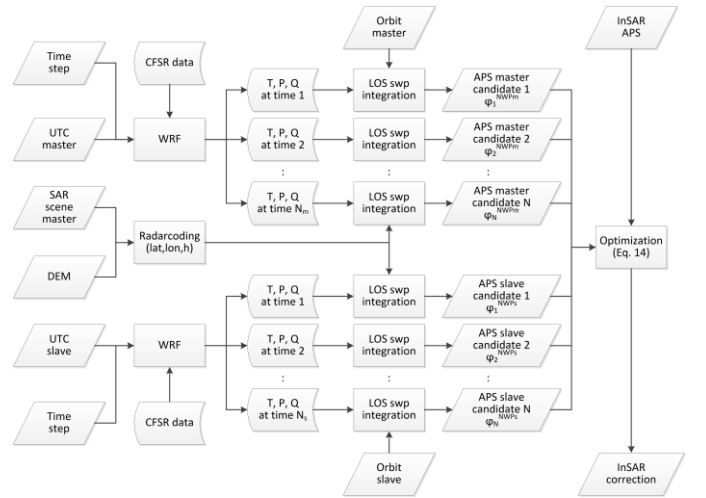 Orbit
master
InSAR
APS
Time
step
CFSR data
T, P, Q
at time 1
LOS swp
integration
APS master
candidate 1
φ₁ᴺᵂᴾᵐ
UTC
master
WRF
T, P, Q
at time 2
LOS swp
integration
APS master
candidate 2
φ₂ᴺᵂᴾᵐ
:
:
:
SAR
scene
master
T, P, Q
at time Nₘ
LOS swp
integration
APS master
candidate N
φ_N^NWPm
Radarcoding
(lat,lon,h)
Optimization
(Eq. 14)
DEM
T, P, Q
at time 1
LOS swp
integration
APS slave
candidate 1
φ₁ᴺᵂᴾˢ
UTC
slave
WRF
T, P, Q
at time 2
LOS swp
integration
APS slave
candidate 2
φ₂ᴺᵂᴾˢ
:
:
:
Time
step
CFSR data
T, P, Q
at time Nₛ
LOS swp
integration
APS slave
candidate N
φ_N^NWPs
Orbit
slave
InSAR
correction